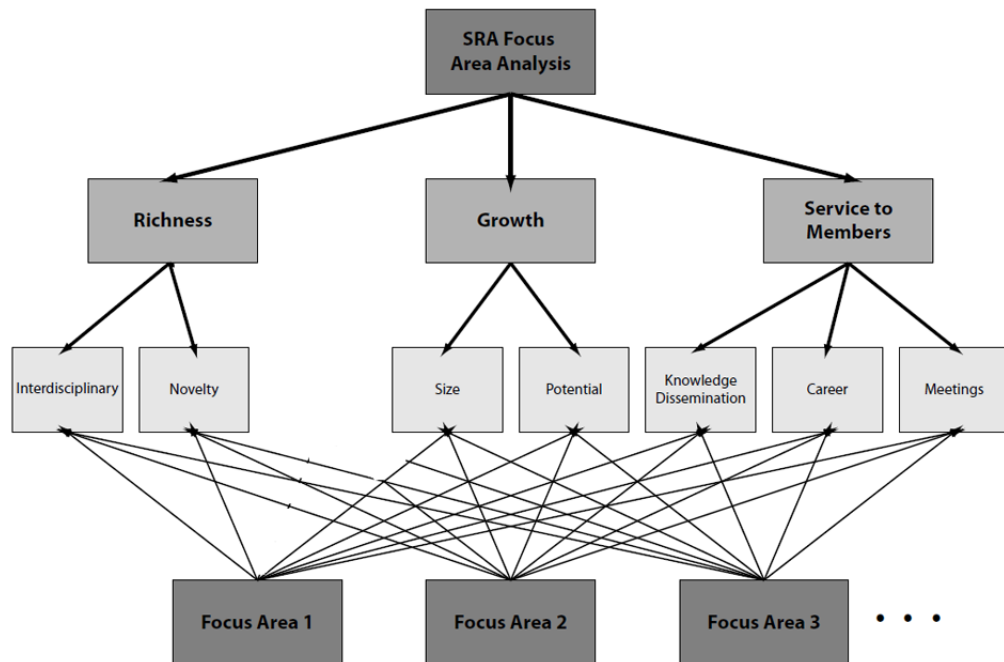 SRA Focus
Area Analysis
Richness
Growth
Service to
Members
Interdisciplinary
Novelty
Size
Potential
Knowledge
Dissemination
Career
Meetings
Focus Area 1
Focus Area 2
Focus Area 3
• • •